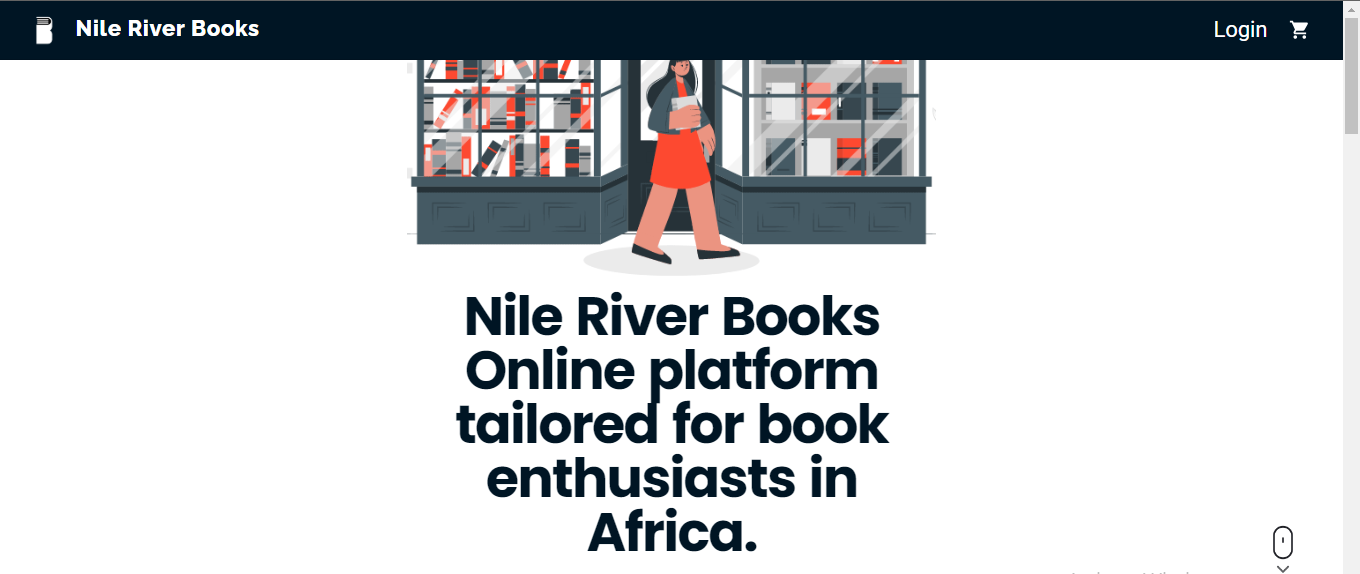 Nile River Books
Login
Nile River Books
Online platform
tailored for book
enthusiasts in
Africa.